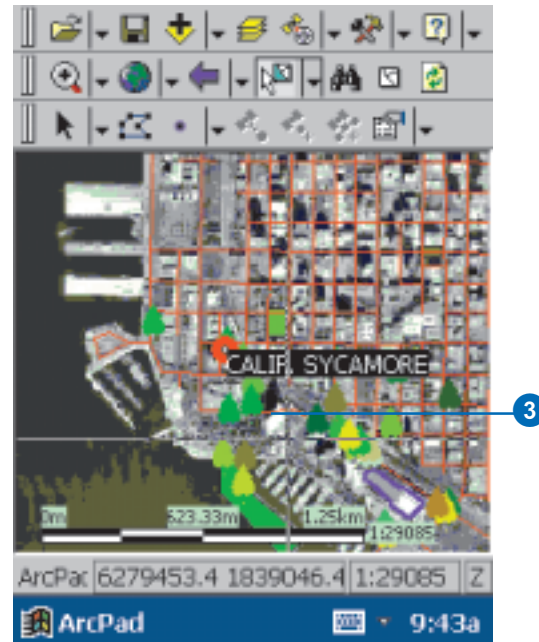 CALIF. SYCAMORE
3
0m 623.33m 1.25km
1:29085
ArcPac 6279453.4 1839046.4 1:29085 Z
ArcPad 9:43a